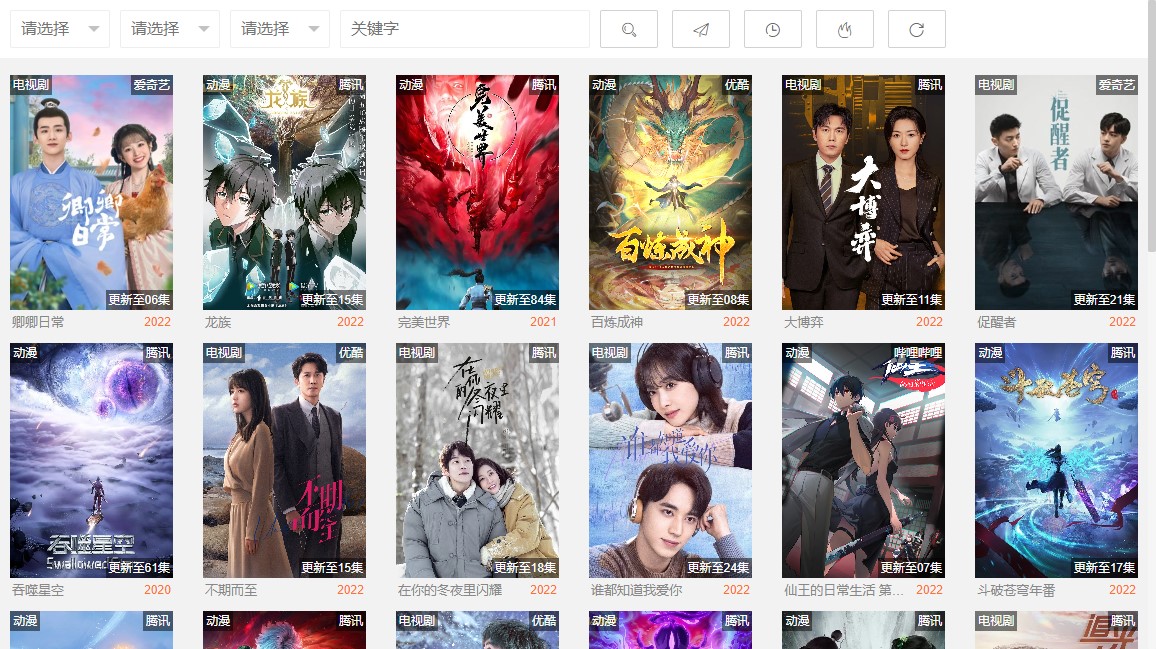 请选择 请选择 请选择 关键字
电视剧 爱奇艺
卿卿日常
更新至06集
卿卿日常 2022
动漫 腾讯
龙族
更新至15集
龙族 2022
动漫 腾讯
完美世界
更新至84集
完美世界 2021
动漫 优酷
百炼成神
更新至08集
百炼成神 2022
电视剧 腾讯
大博弈
更新至11集
大博弈 2022
电视剧 爱奇艺
促醒者
更新至21集
促醒者 2022
动漫 腾讯
吞噬星空
Swallowed
更新至61集
吞噬星空 2020
电视剧 优酷
不期而至
更新至15集
不期而至 2022
电视剧 腾讯
在你的冬夜里闪耀
更新至18集
在你的冬夜里闪耀 2022
电视剧 腾讯
谁都知道我爱你
更新至24集
谁都知道我爱你 2022
动漫 哔哩哔哩
更新至07集
仙王的日常生活 第... 2022
动漫 腾讯
斗破苍穹
更新至17集
斗破苍穹年番 2022
动漫 腾讯
动漫 腾讯
电视剧 优酷
动漫 腾讯
动漫 腾讯
电视剧 腾讯
追光